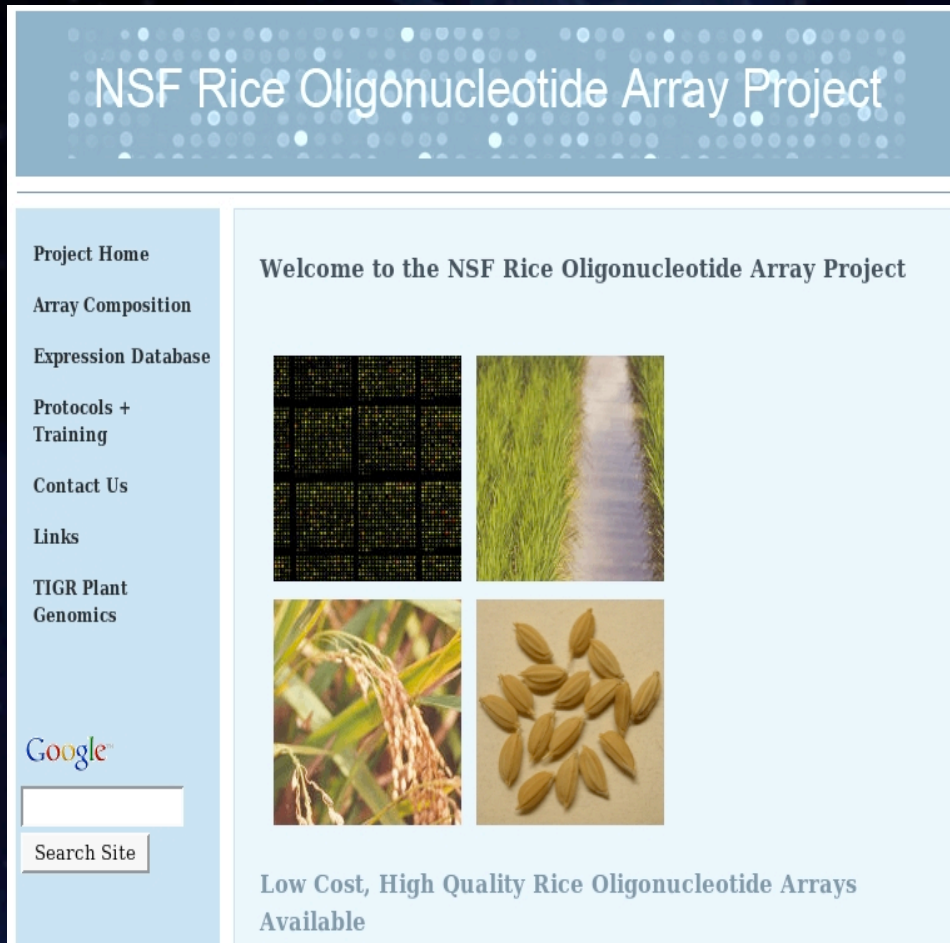 NSF Rice Oligonucleotide Array Project
Project Home
Array Composition
Expression Database
Protocols +
Training
Contact Us
Links
TIGR Plant
Genomics
Google
Search Site
Welcome to the NSF Rice Oligonucleotide Array Project
Low Cost, High Quality Rice Oligonucleotide Arrays
Available